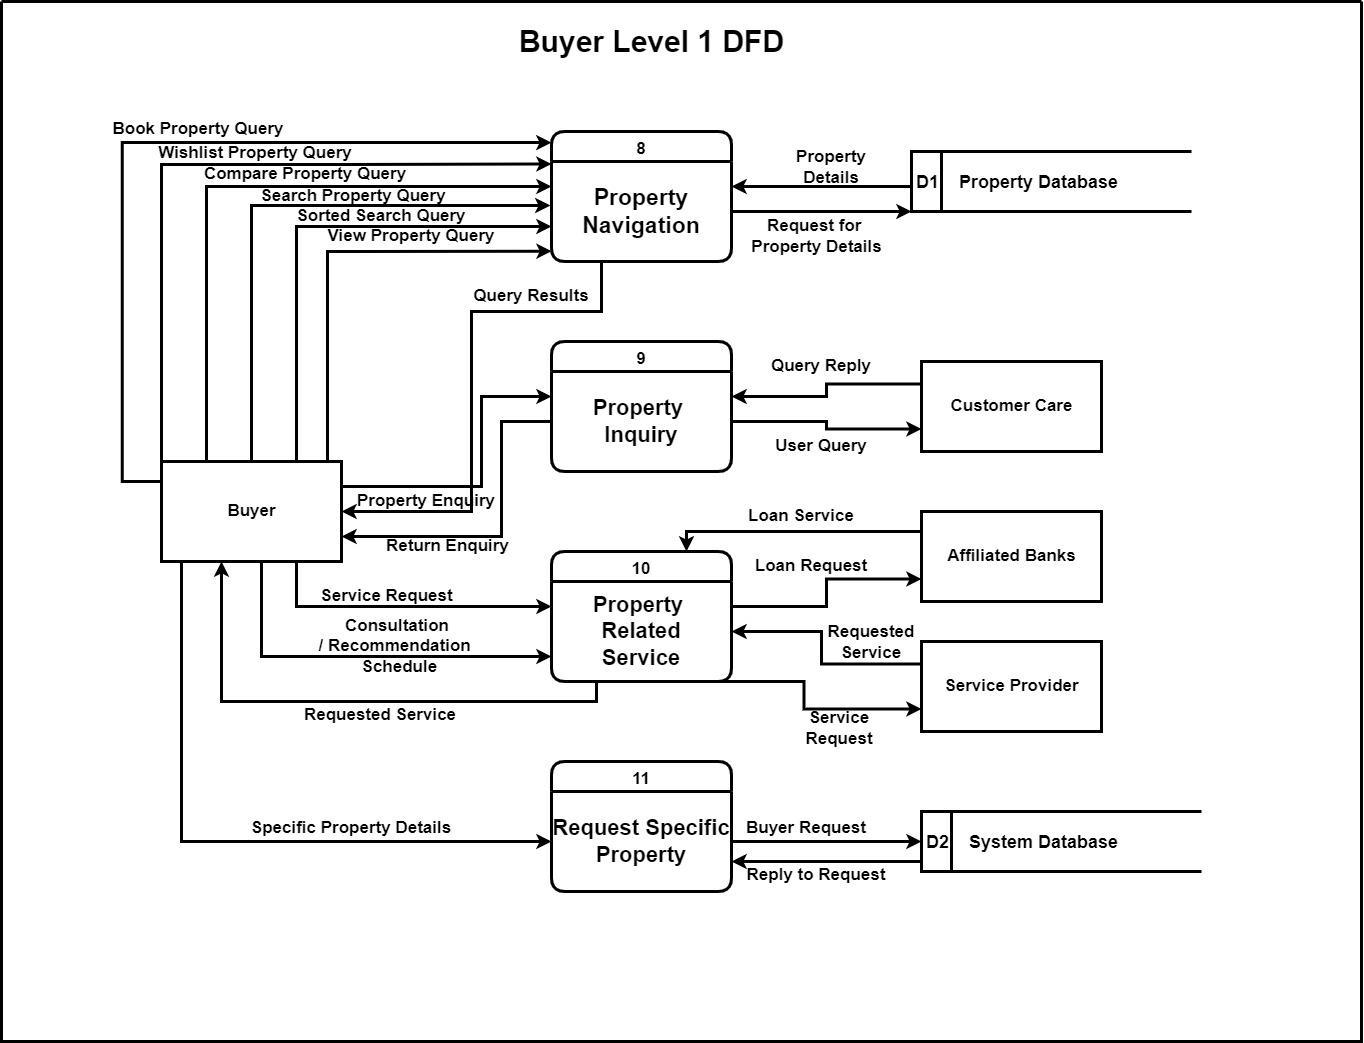 Buyer Level 1 DFD
Book Property Query
Wishlist Property Query
Compare Property Query
Search Property Query
Sorted Search Query
View Property Query
8
Property
Navigation
Property
Details
Request for
Property Details
D1
Property Database
Query Results
9
Property
Inquiry
Query Reply
User Query
Customer Care
Buyer
Property Enquiry
Return Enquiry
Loan Service
Loan Request
Affiliated Banks
10
Property
Related
Service
Service Request
Consultation
/ Recommendation
Schedule
Requested Service
Requested
Service
Service
Request
Service Provider
11
Request Specific
Property
Specific Property Details
Buyer Request
Reply to Request
D2
System Database